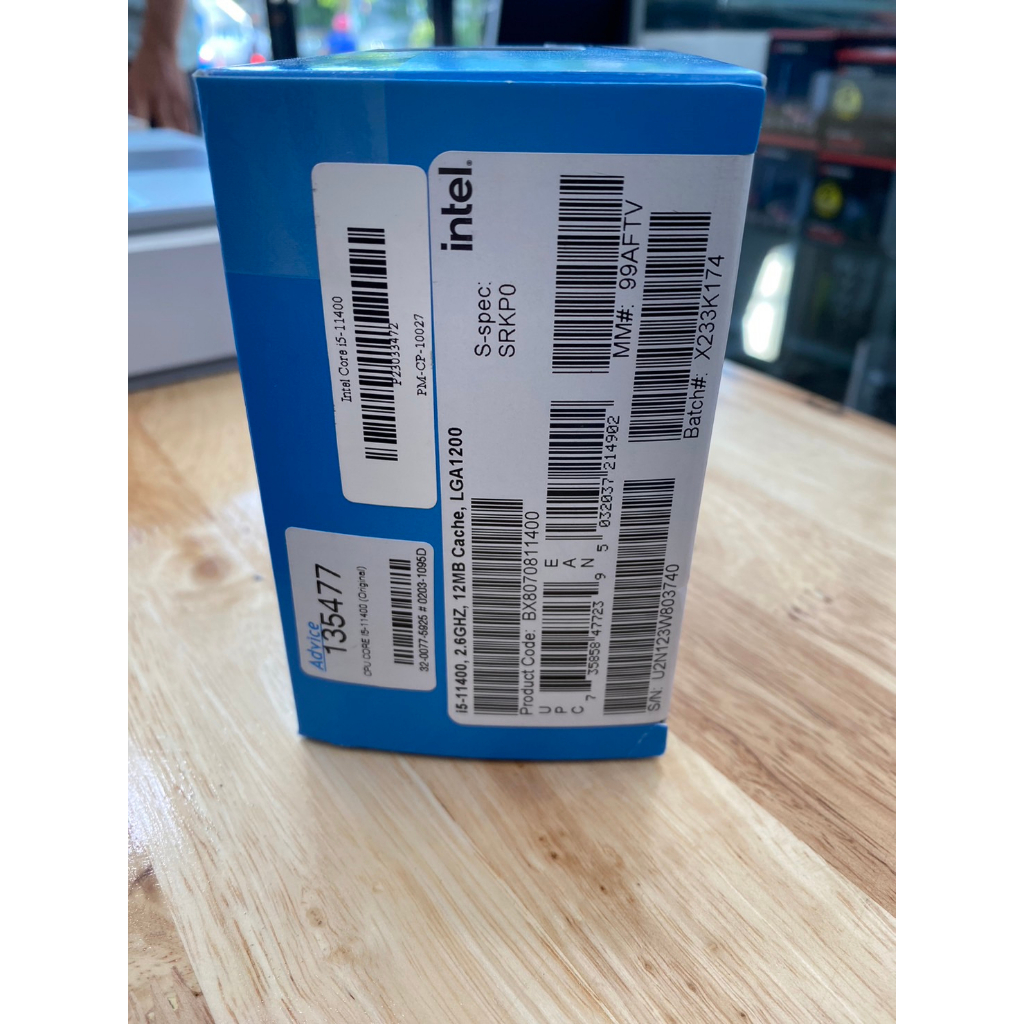 Intel Core i5-11400
P23033472
PM-CP-10027
Advice
135477
CPU CORE I5-11400 (Original)
32-0077-5925 # 0203-1095D
intel.
S-spec:
SRKP0
i5-11400, 2.6GHZ, 12MB Cache, LGA1200
Product Code: BX8070811400
UPC
7 35858 47723 9
EAN
5 032037 214902
MM#: 99AFTV
S/N: U2N123W803740
Batch#: X233K174